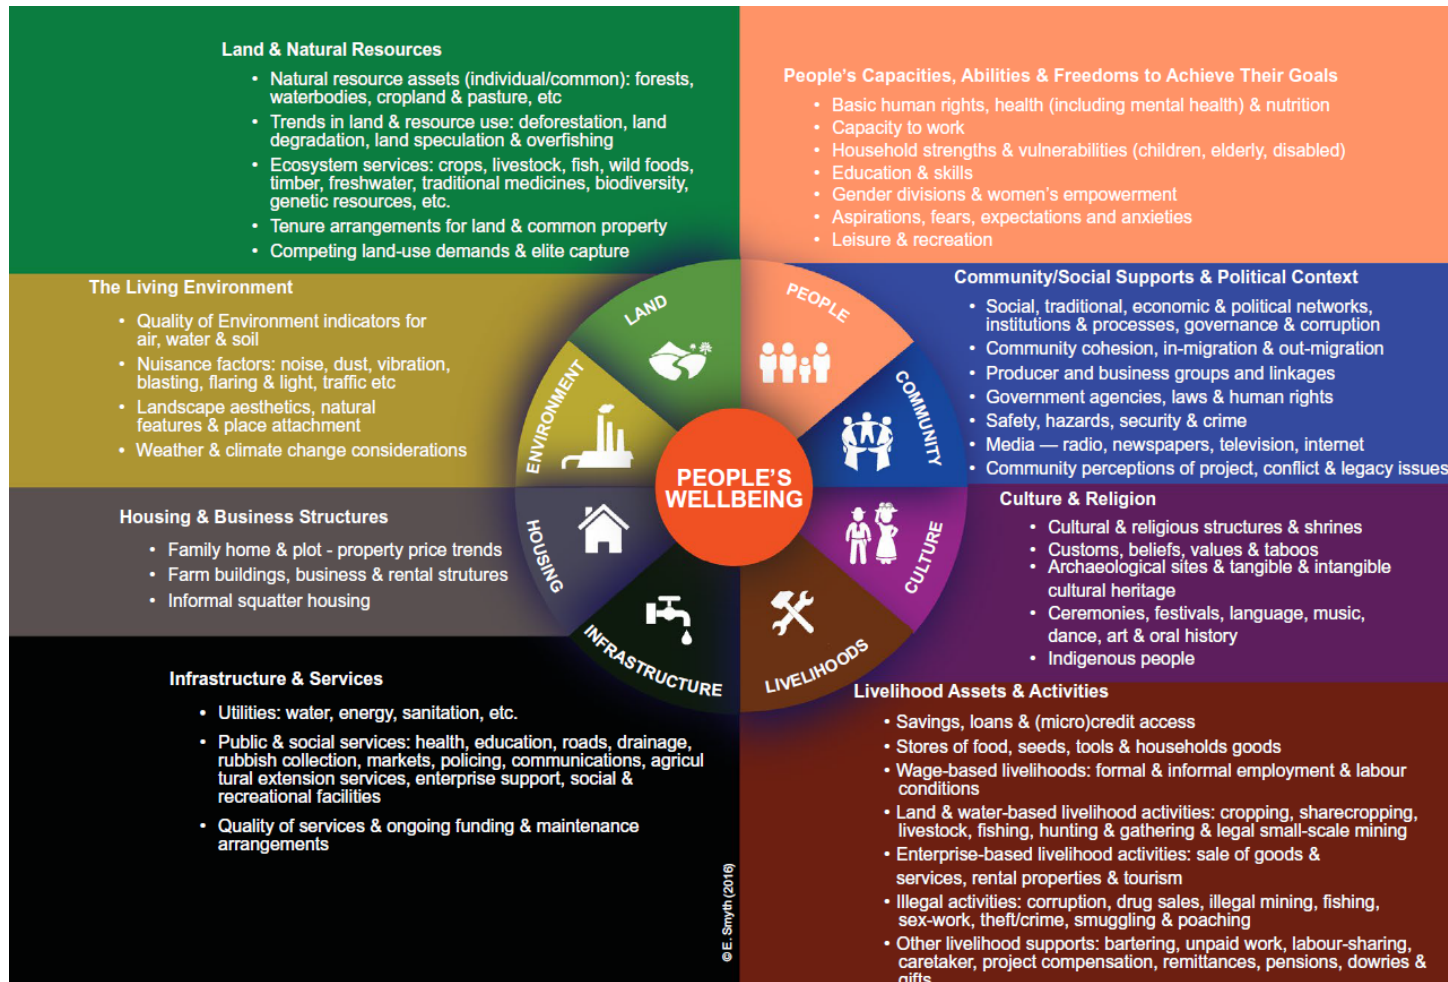 Land & Natural Resources
• Natural resource assets (individual/common): forests,
waterbodies, cropland & pasture, etc
• Trends in land & resource use: deforestation, land
degradation, land speculation & overfishing
• Ecosystem services: crops, livestock, fish, wild foods,
timber, freshwater, traditional medicines, biodiversity,
genetic resources, etc.
• Tenure arrangements for land & common property
• Competing land-use demands & elite capture
People's Capacities, Abilities & Freedoms to Achieve Their Goals
• Basic human rights, health (including mental health) & nutrition
• Capacity to work
• Household strengths & vulnerabilities (children, elderly, disabled)
• Education & skills
• Gender divisions & women's empowerment
• Aspirations, fears, expectations and anxieties
• Leisure & recreation
The Living Environment
• Quality of Environment indicators for
air, water & soil
• Nuisance factors: noise, dust, vibration,
blasting, flaring & light, traffic etc
• Landscape aesthetics, natural
features & place attachment
• Weather & climate change considerations
Community/Social Supports & Political Context
• Social, traditional, economic & political networks,
institutions & processes, governance & corruption
• Community cohesion, in-migration & out-migration
• Producer and business groups and linkages
• Government agencies, laws & human rights
• Safety, hazards, security & crime
• Media — radio, newspapers, television, internet
• Community perceptions of project, conflict & legacy issues
LAND
PEOPLE
ENVIRONMENT
COMMUNITY
PEOPLE'S
WELLBEING
HOUSING
CULTURE
INFRASTRUCTURE
LIVELIHOODS
Housing & Business Structures
• Family home & plot - property price trends
• Farm buildings, business & rental strutures
• Informal squatter housing
Culture & Religion
• Cultural & religious structures & shrines
• Customs, beliefs, values & taboos
• Archaeological sites & tangible & intangible
cultural heritage
• Ceremonies, festivals, language, music,
dance, art & oral history
• Indigenous people
Infrastructure & Services
• Utilities: water, energy, sanitation, etc.
• Public & social services: health, education, roads, drainage,
rubbish collection, markets, policing, communications, agricul
tural extension services, enterprise support, social &
recreational facilities
• Quality of services & ongoing funding & maintenance
arrangements
© E. Smyth (2016)
Livelihood Assets & Activities
• Savings, loans & (micro)credit access
• Stores of food, seeds, tools & households goods
• Wage-based livelihoods: formal & informal employment & labour
conditions
• Land & water-based livelihood activities: cropping, sharecropping,
livestock, fishing, hunting & gathering & legal small-scale mining
• Enterprise-based livelihood activities: sale of goods &
services, rental properties & tourism
• Illegal activities: corruption, drug sales, illegal mining, fishing,
sex-work, theft/crime, smuggling & poaching
• Other livelihood supports: bartering, unpaid work, labour-sharing,
caretaker, project compensation, remittances, pensions, dowries &
gifts